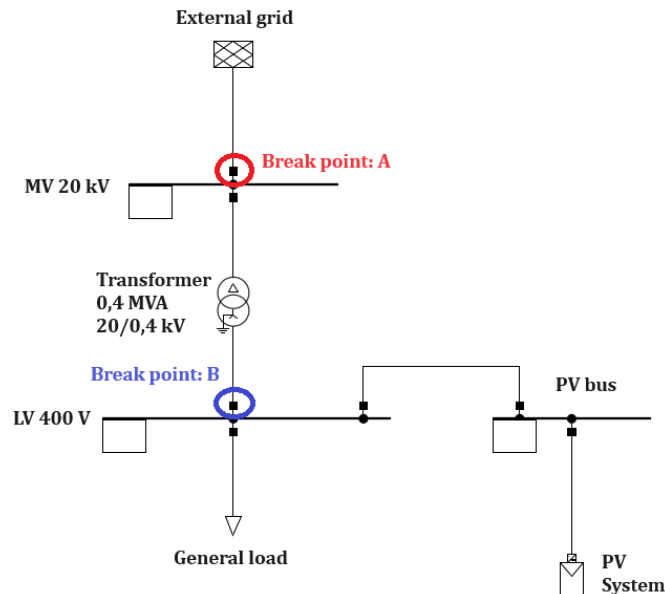 External grid
Break point: A
MV 20 kV
Transformer
0,4 MVA
20/0,4 kV
Break point: B
PV bus
LV 400 V
General load
PV
System